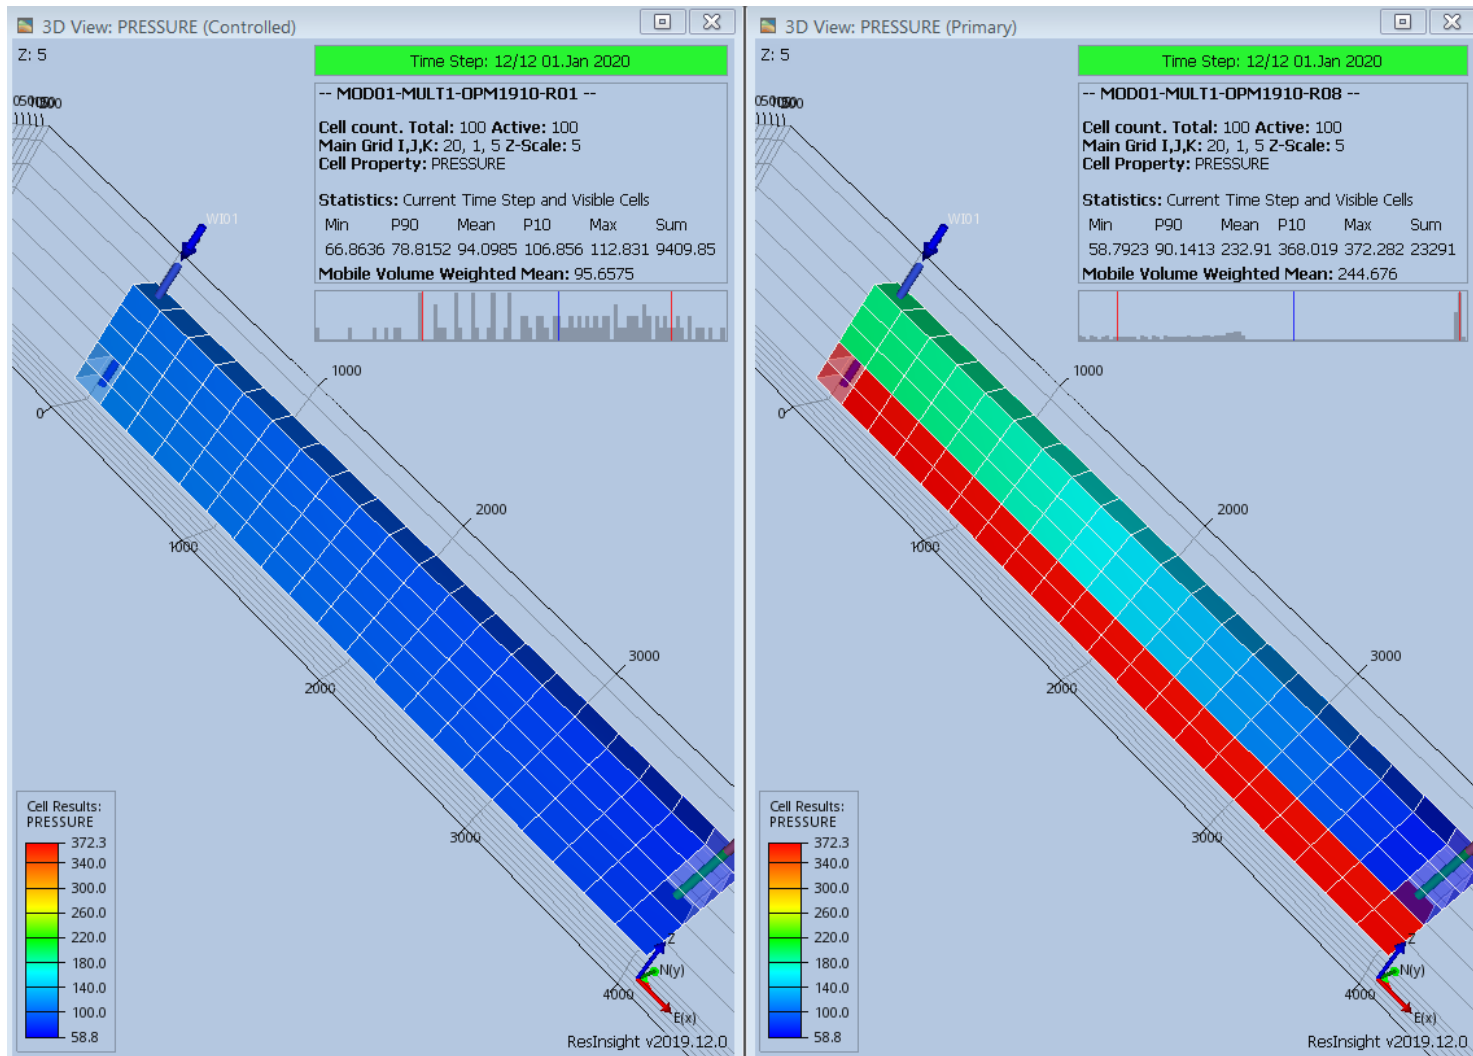 3D View: PRESSURE (Controlled)
Z: 5
Time Step: 12/12 01.Jan 2020
-- MOD01-MULT1-OPM1910-R01 --
Cell count. Total: 100 Active: 100
Main Grid I,J,K: 20, 1, 5 Z-Scale: 5
Cell Property: PRESSURE
Statistics: Current Time Step and Visible Cells
Min P90 Mean P10 Max Sum
66.8636 78.8152 94.0985 106.856 112.831 9409.85
Mobile Volume Weighted Mean: 95.6575
WI01
0
1000
2000
3000
1000
2000
3000
4000
Cell Results:
PRESSURE
372.3
340.0
300.0
260.0
220.0
180.0
140.0
100.0
58.8
Z
N(y)
E(x)
ResInsight v2019.12.0
3D View: PRESSURE (Primary)
Z: 5
Time Step: 12/12 01.Jan 2020
-- MOD01-MULT1-OPM1910-R08 --
Cell count. Total: 100 Active: 100
Main Grid I,J,K: 20, 1, 5 Z-Scale: 5
Cell Property: PRESSURE
Statistics: Current Time Step and Visible Cells
Min P90 Mean P10 Max Sum
58.7923 90.1413 232.91 368.019 372.282 23291
Mobile Volume Weighted Mean: 244.676
WI01
0
1000
2000
3000
1000
2000
3000
4000
Cell Results:
PRESSURE
372.3
340.0
300.0
260.0
220.0
180.0
140.0
100.0
58.8
Z
N(y)
E(x)
ResInsight v2019.12.0